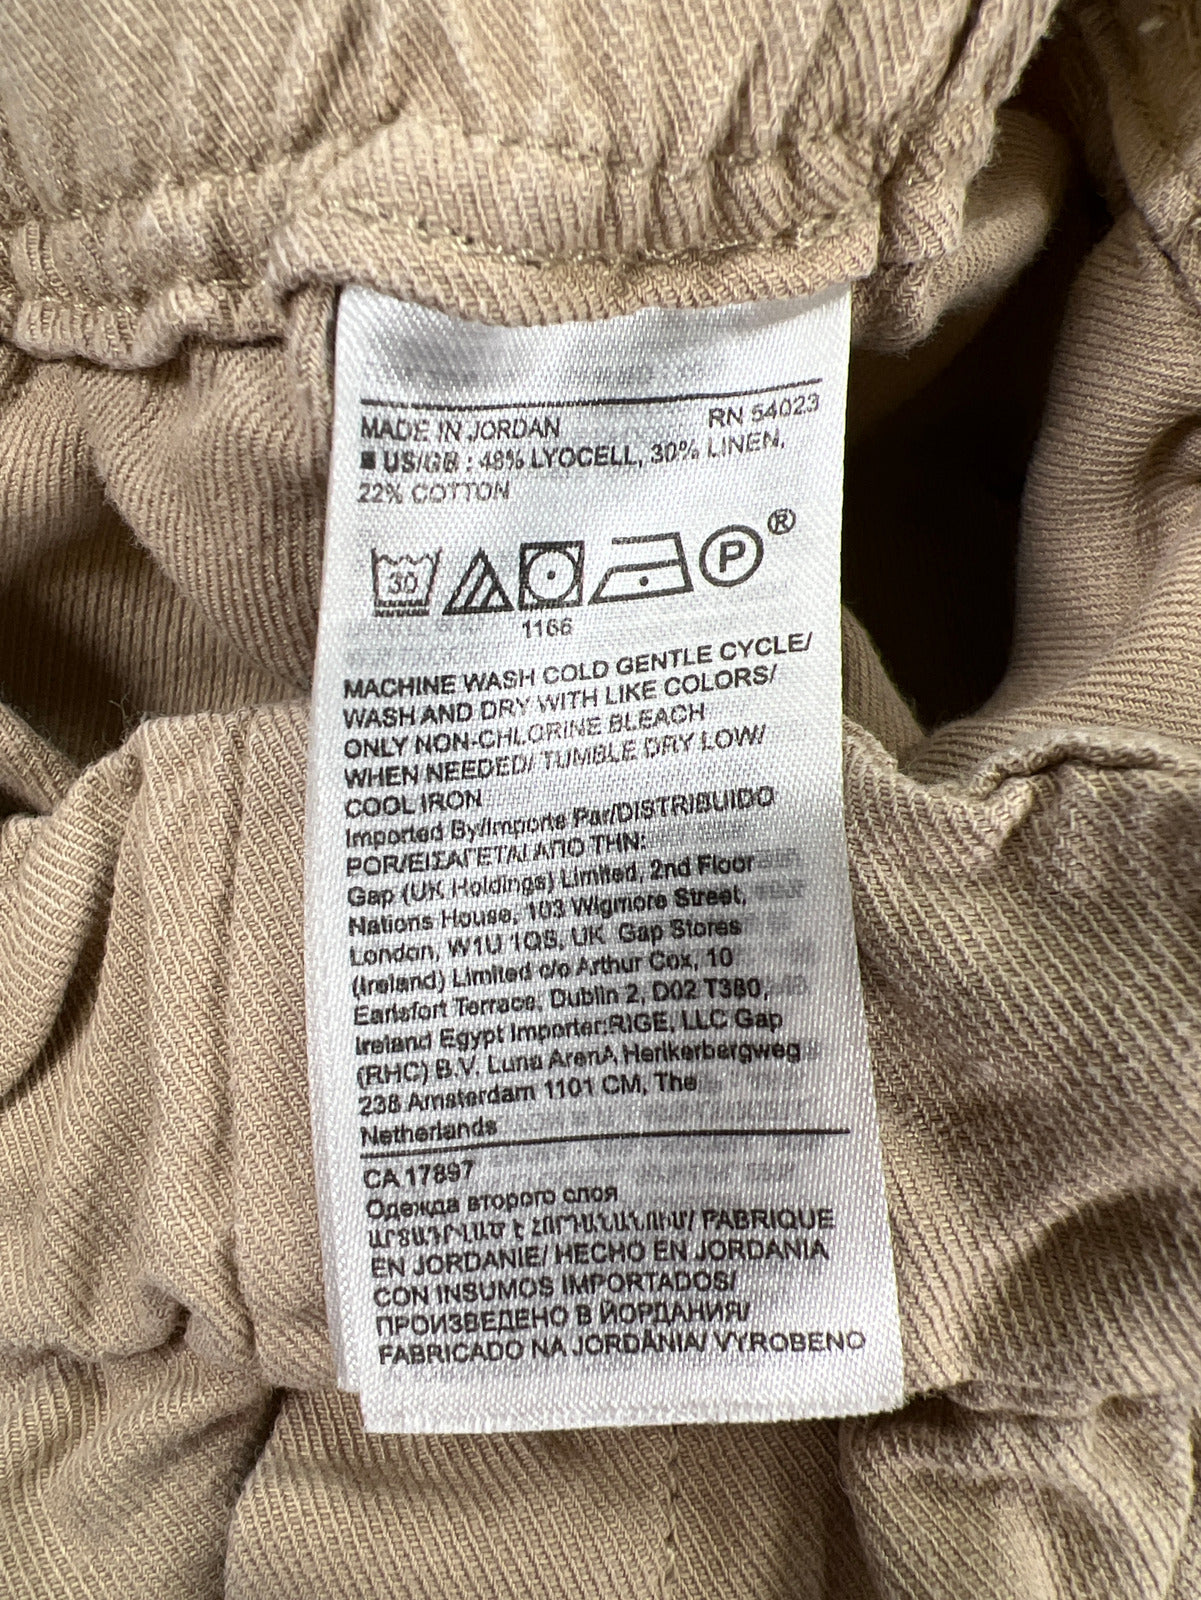 MADE IN JORDAN RN 54023
US/GB : 48% LYOCELL, 30% LINEN,
22% COTTON
30 P ®
1166
MACHINE WASH COLD GENTLE CYCLE/
WASH AND DRY WITH LIKE COLORS/
ONLY NON-CHLORINE BLEACH
WHEN NEEDED/ TUMBLE DRY LOW/
COOL IRON
Imported By/Importe Par/DISTRIBUIDO
POR/ΕΙΣΑΓΕΤΑΙ ΑΠΟ ΤΗΝ:
Gap (UK Holdings) Limited, 2nd Floor
Nations House, 103 Wigmore Street,
London, W1U 1QS, UK Gap Stores
(Ireland) Limited c/o Arthur Cox, 10
Earlsfort Terrace, Dublin 2, D02 T380,
Ireland Egypt Importer:RIGE, LLC Gap
(RHC) B.V. Luna ArenA, Herikerbergweg
238 Amsterdam 1101 CM, The
Netherlands
CA 17897
Одежда второго слоя
ԱՐՏԱԴՐՎԱԾ Է ՀՈՐԴԱՆԱՆՈՒՄ/ FABRIQUE
EN JORDANIE/ HECHO EN JORDANIA
CON INSUMOS IMPORTADOS/
ПРОИЗВЕДЕНО В ЙОРДАНИЯ/
FABRICADO NA JORDÂNIA/ VYROBENO